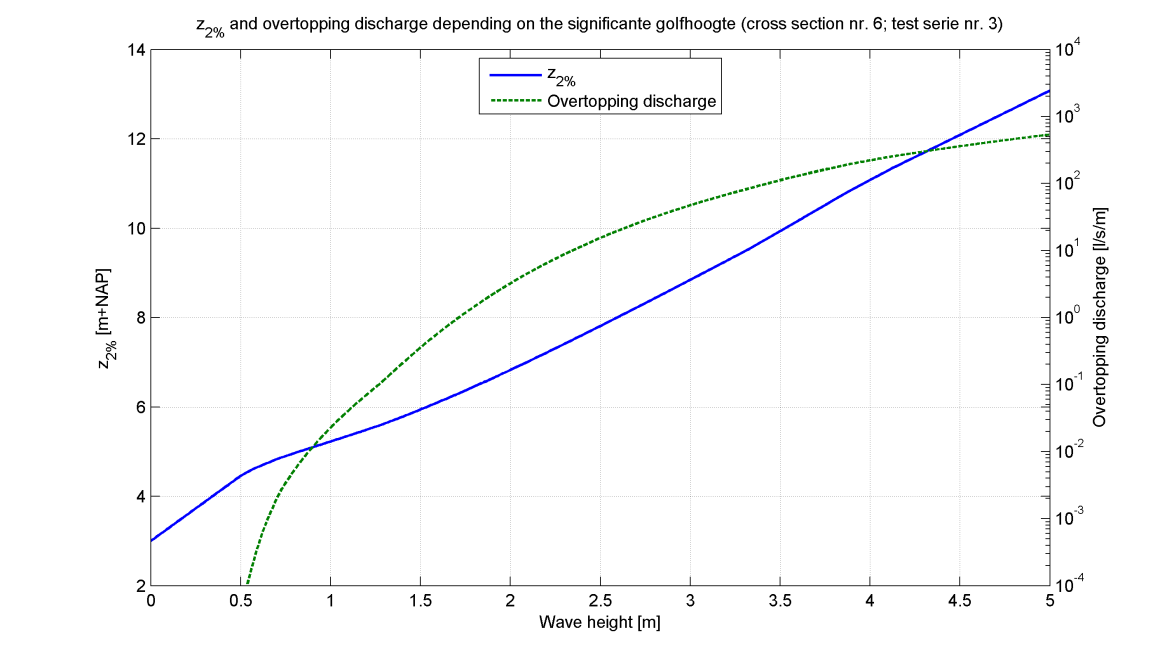 z2% and overtopping discharge depending on the significante golfhoogte (cross section nr. 6; test serie nr. 3)
z2%
Overtopping discharge
14
12
10
8
6
4
2
z2% [m+NAP]
10^4
10^3
10^2
10^1
10^0
10^-1
10^-2
10^-3
10^-4
Overtopping discharge [l/s/m]
0 0.5 1 1.5 2 2.5 3 3.5 4 4.5 5
Wave height [m]